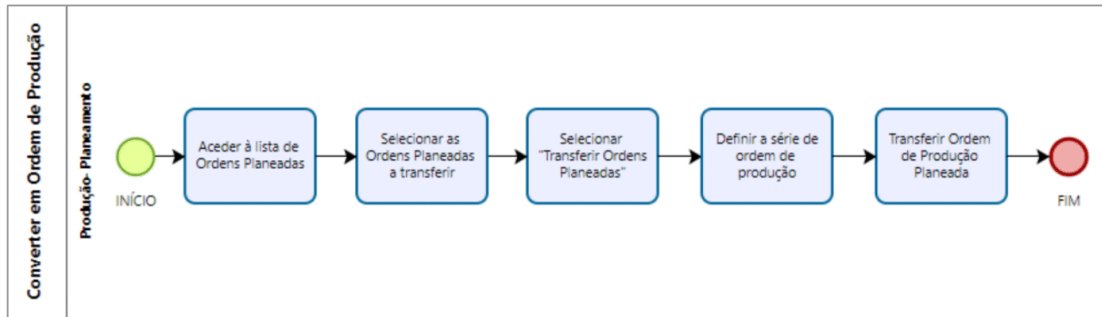 Converter em Ordem de Produção
Produção- Planeamento
INÍCIO
Aceder à lista de
Ordens Planeadas
Selecionar as
Ordens Planeadas
a transferir
Selecionar
"Transferir Ordens
Planeadas"
Definir a série de
ordem de
produção
Transferir Ordem
de Produção
Planeada
FIM